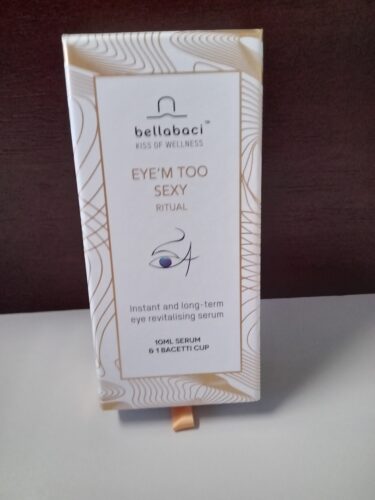 bellabaci™
KISS OF WELLNESS
EYE'M TOO
SEXY
RITUAL
Instant and long-term
eye revitalising serum
10ML SERUM
& 1 BACETTI CUP